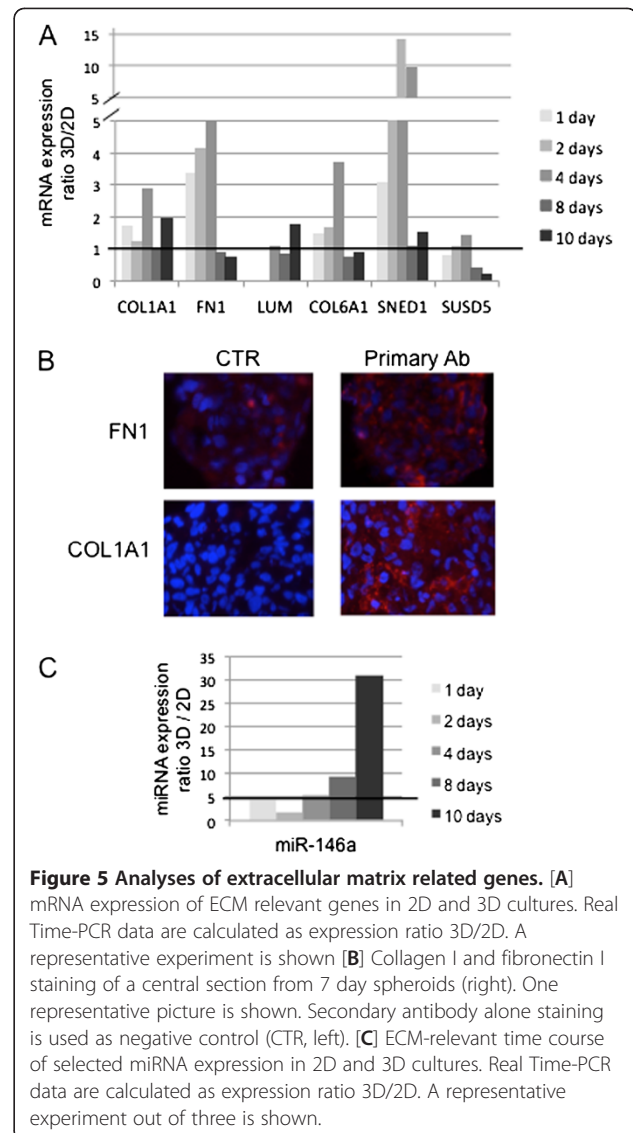 A
mRNA expression
ratio 3D/2D
15
10
5
5
4
3
2
1
0
COL1A1 FN1 LUM COL6A1 SNED1 SUSD5
1 day
2 days
4 days
8 days
10 days
B
CTR Primary Ab
FN1
COL1A1
C
miRNA expression
ratio 3D / 2D
35
30
25
20
15
10
5
0
miR-146a
1 day
2 days
4 days
8 days
10 days
Figure 5 Analyses of extracellular matrix related genes. [A]
mRNA expression of ECM relevant genes in 2D and 3D cultures. Real
Time-PCR data are calculated as expression ratio 3D/2D. A
representative experiment is shown [B] Collagen I and fibronectin I
staining of a central section from 7 day spheroids (right). One
representative picture is shown. Secondary antibody alone staining
is used as negative control (CTR, left). [C] ECM-relevant time course
of selected miRNA expression in 2D and 3D cultures. Real Time-PCR
data are calculated as expression ratio 3D/2D. A representative
experiment out of three is shown.